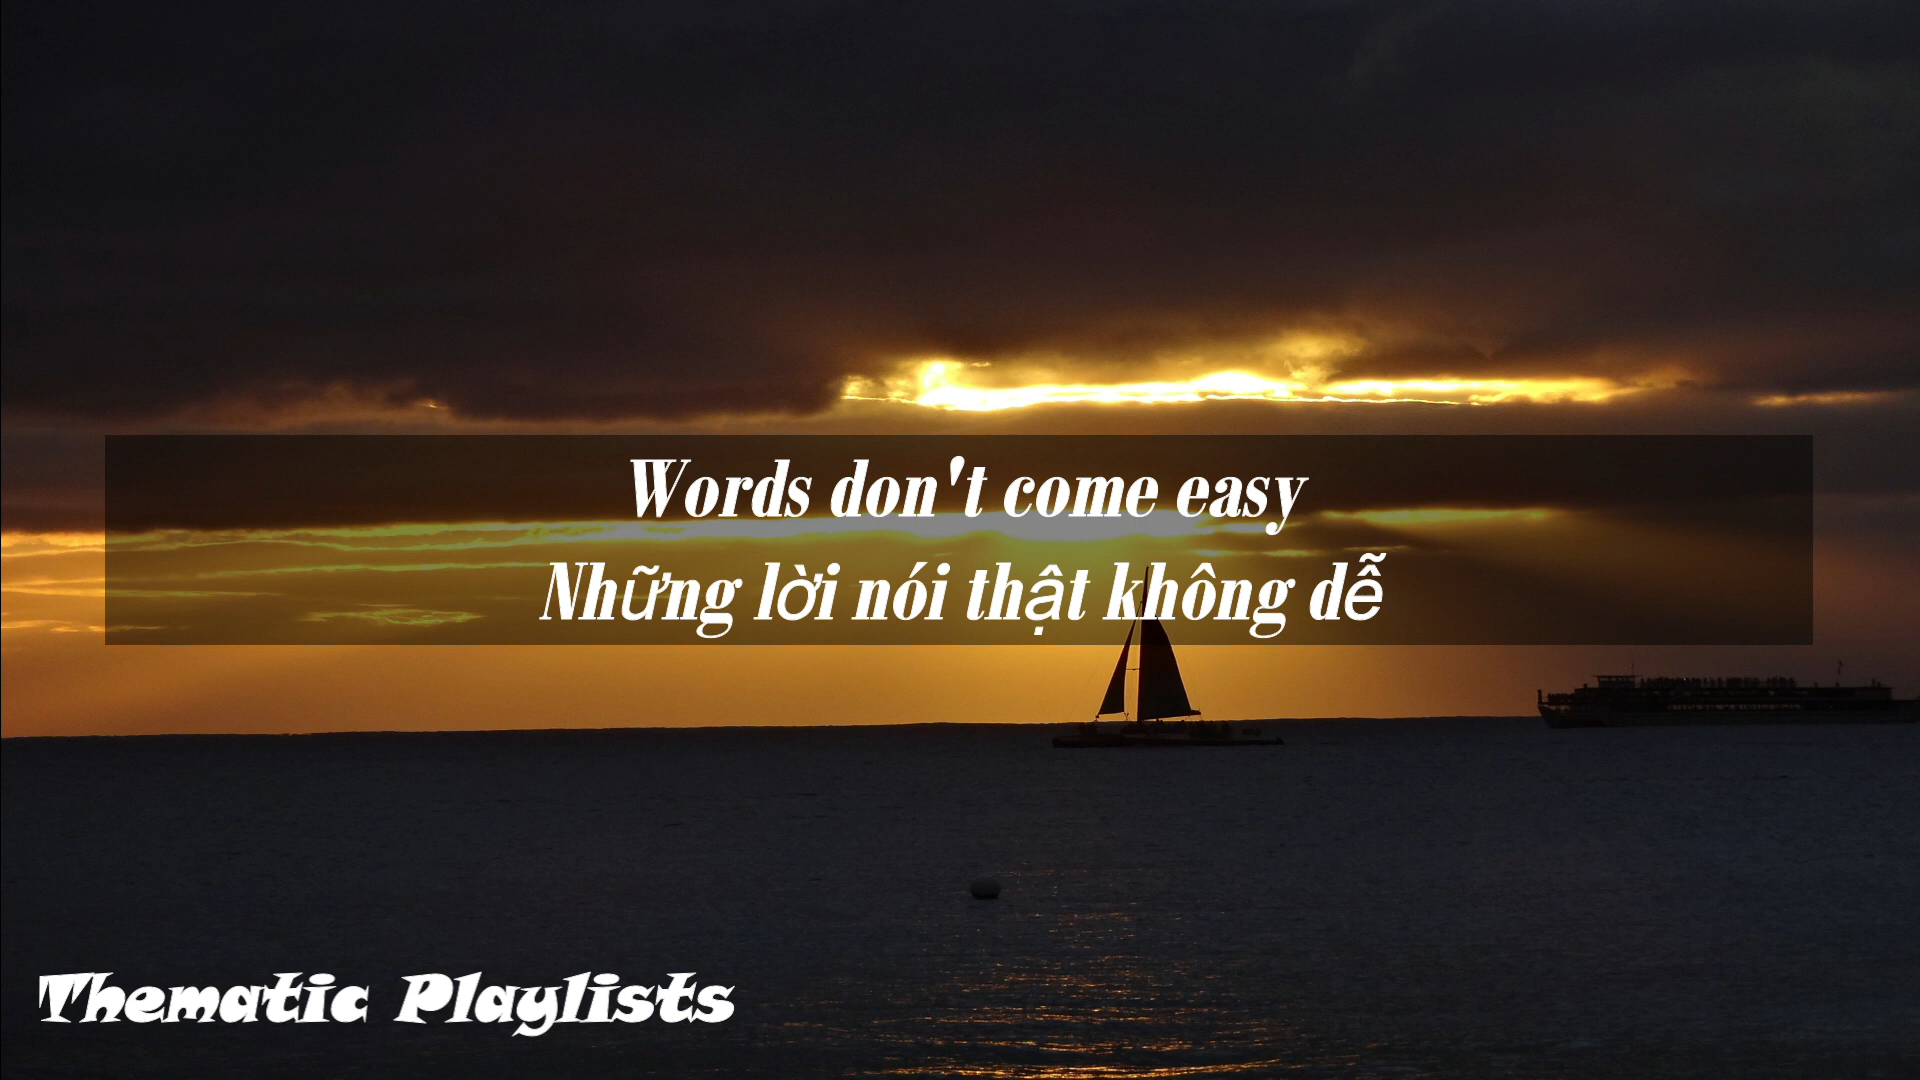 Words don't come easy
Những lời nói thật không dễ
Thematic Playlists